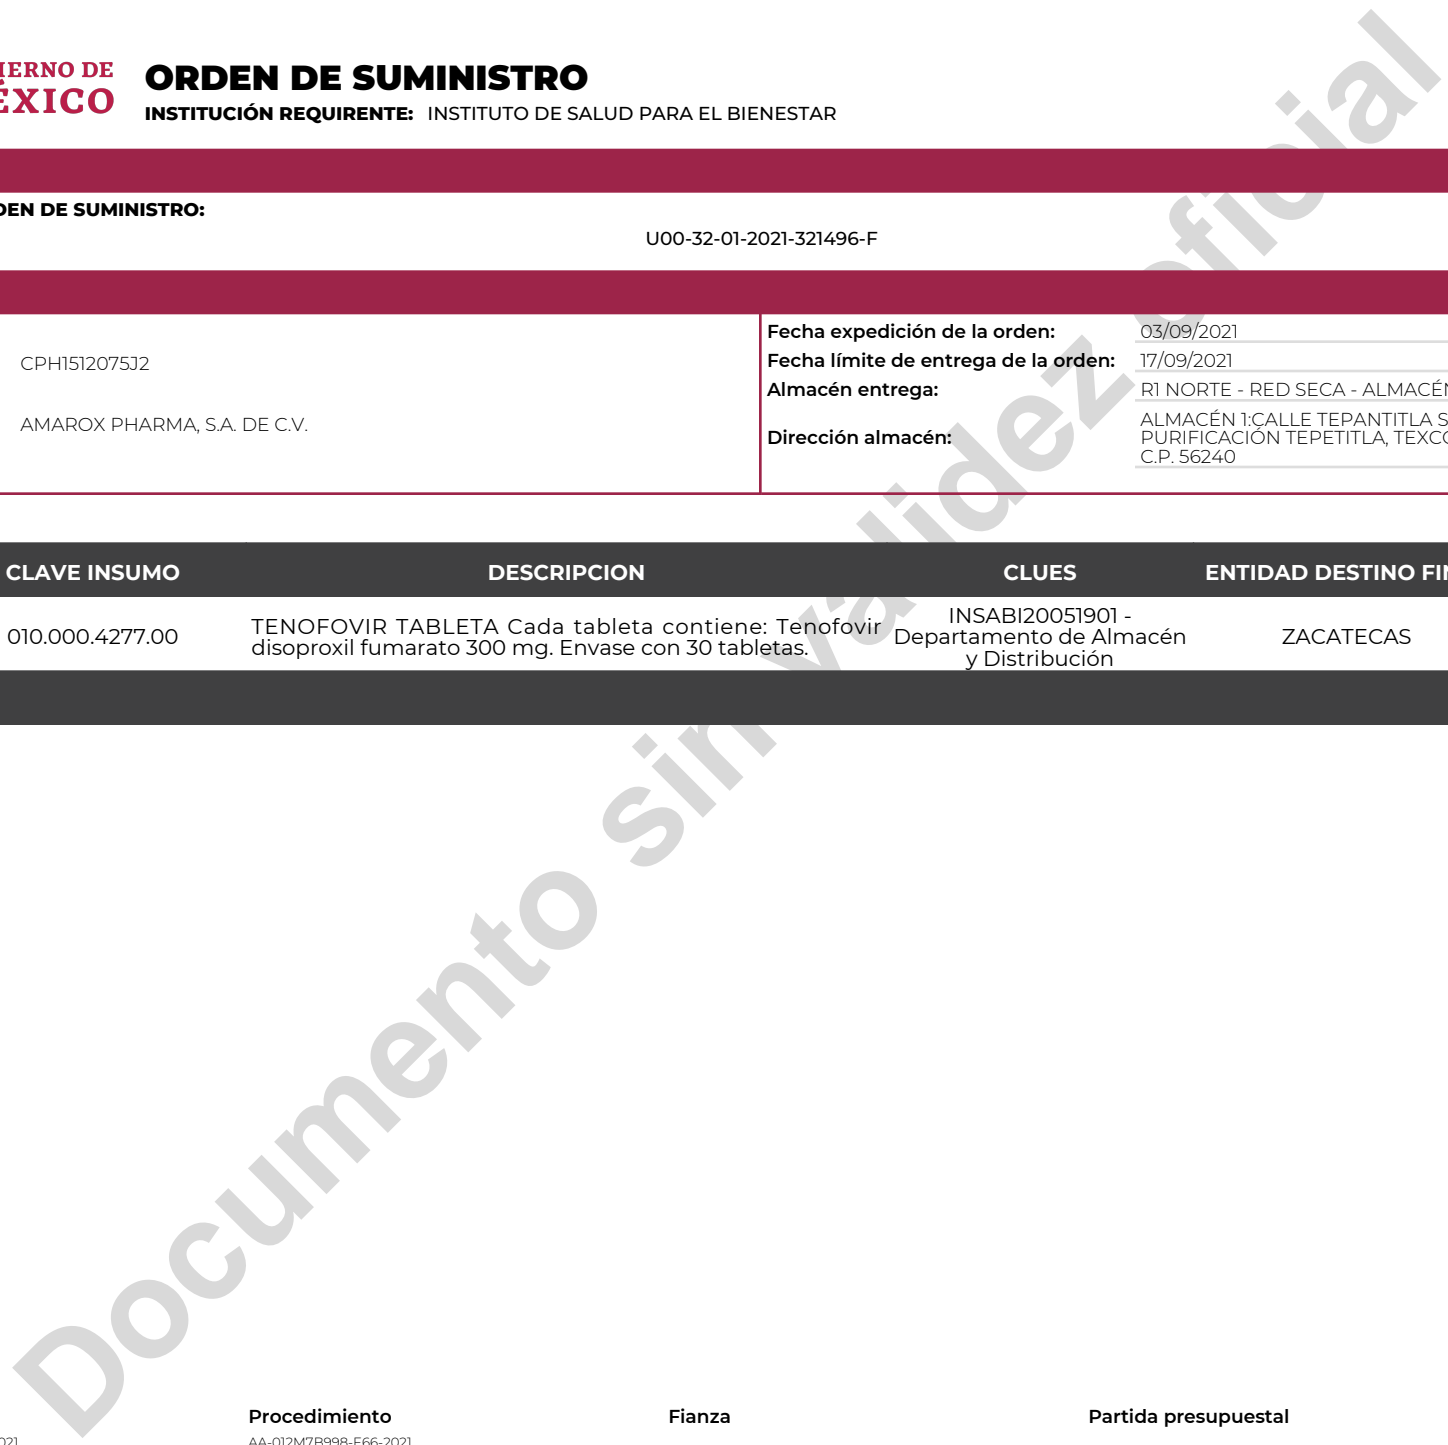 IERNO DE
ÉXICO
ORDEN DE SUMINISTRO
INSTITUCIÓN REQUIRENTE: INSTITUTO DE SALUD PARA EL BIENESTAR
DEN DE SUMINISTRO:
U00-32-01-2021-321496-F
CPH1512075J2
AMAROX PHARMA, S.A. DE C.V.
Fecha expedición de la orden: 03/09/2021
Fecha límite de entrega de la orden: 17/09/2021
Almacén entrega: R1 NORTE - RED SECA - ALMACÉN
Dirección almacén:
ALMACÉN 1:CALLE TEPANTITLA S
PURIFICACIÓN TEPETITLA, TEXCO
C.P. 56240
CLAVE INSUMO DESCRIPCION CLUES ENTIDAD DESTINO FIN
010.000.4277.00
TENOFOVIR TABLETA Cada tableta contiene: Tenofovir
disoproxil fumarato 300 mg. Envase con 30 tabletas.
INSABI20051901 -
Departamento de Almacén
y Distribución
ZACATECAS
Documento sin validez oficial
Procedimiento Fianza Partida presupuestal
021 AA-012M7B998-E66-2021